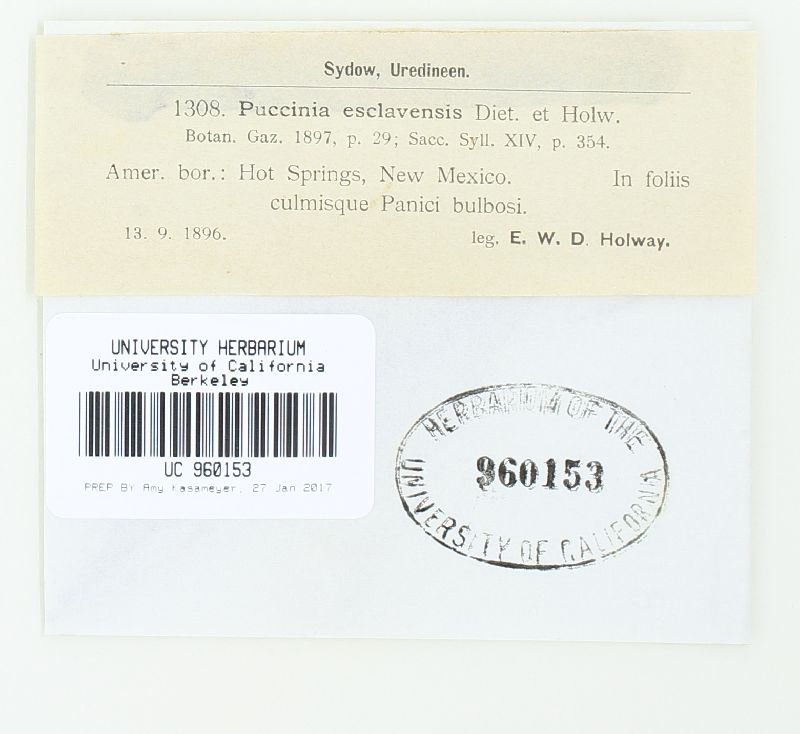 Sydow, Uredineen.
1308. Puccinia esclavensis Diet. et Holw.
Botan. Gaz. 1897, p. 29; Sacc. Syll. XIV, p. 354.
Amer. bor.: Hot Springs, New Mexico. In foliis
culmisque Panici bulbosi.
13. 9. 1896. leg. E. W. D. Holway.
UNIVERSITY HERBARIUM
University of California
Berkeley
UC 960153
PREP BY Amy Kasameyer, 27 Jan 2017
HERBARIUM OF THE
960153
UNIVERSITY OF CALIFORNIA